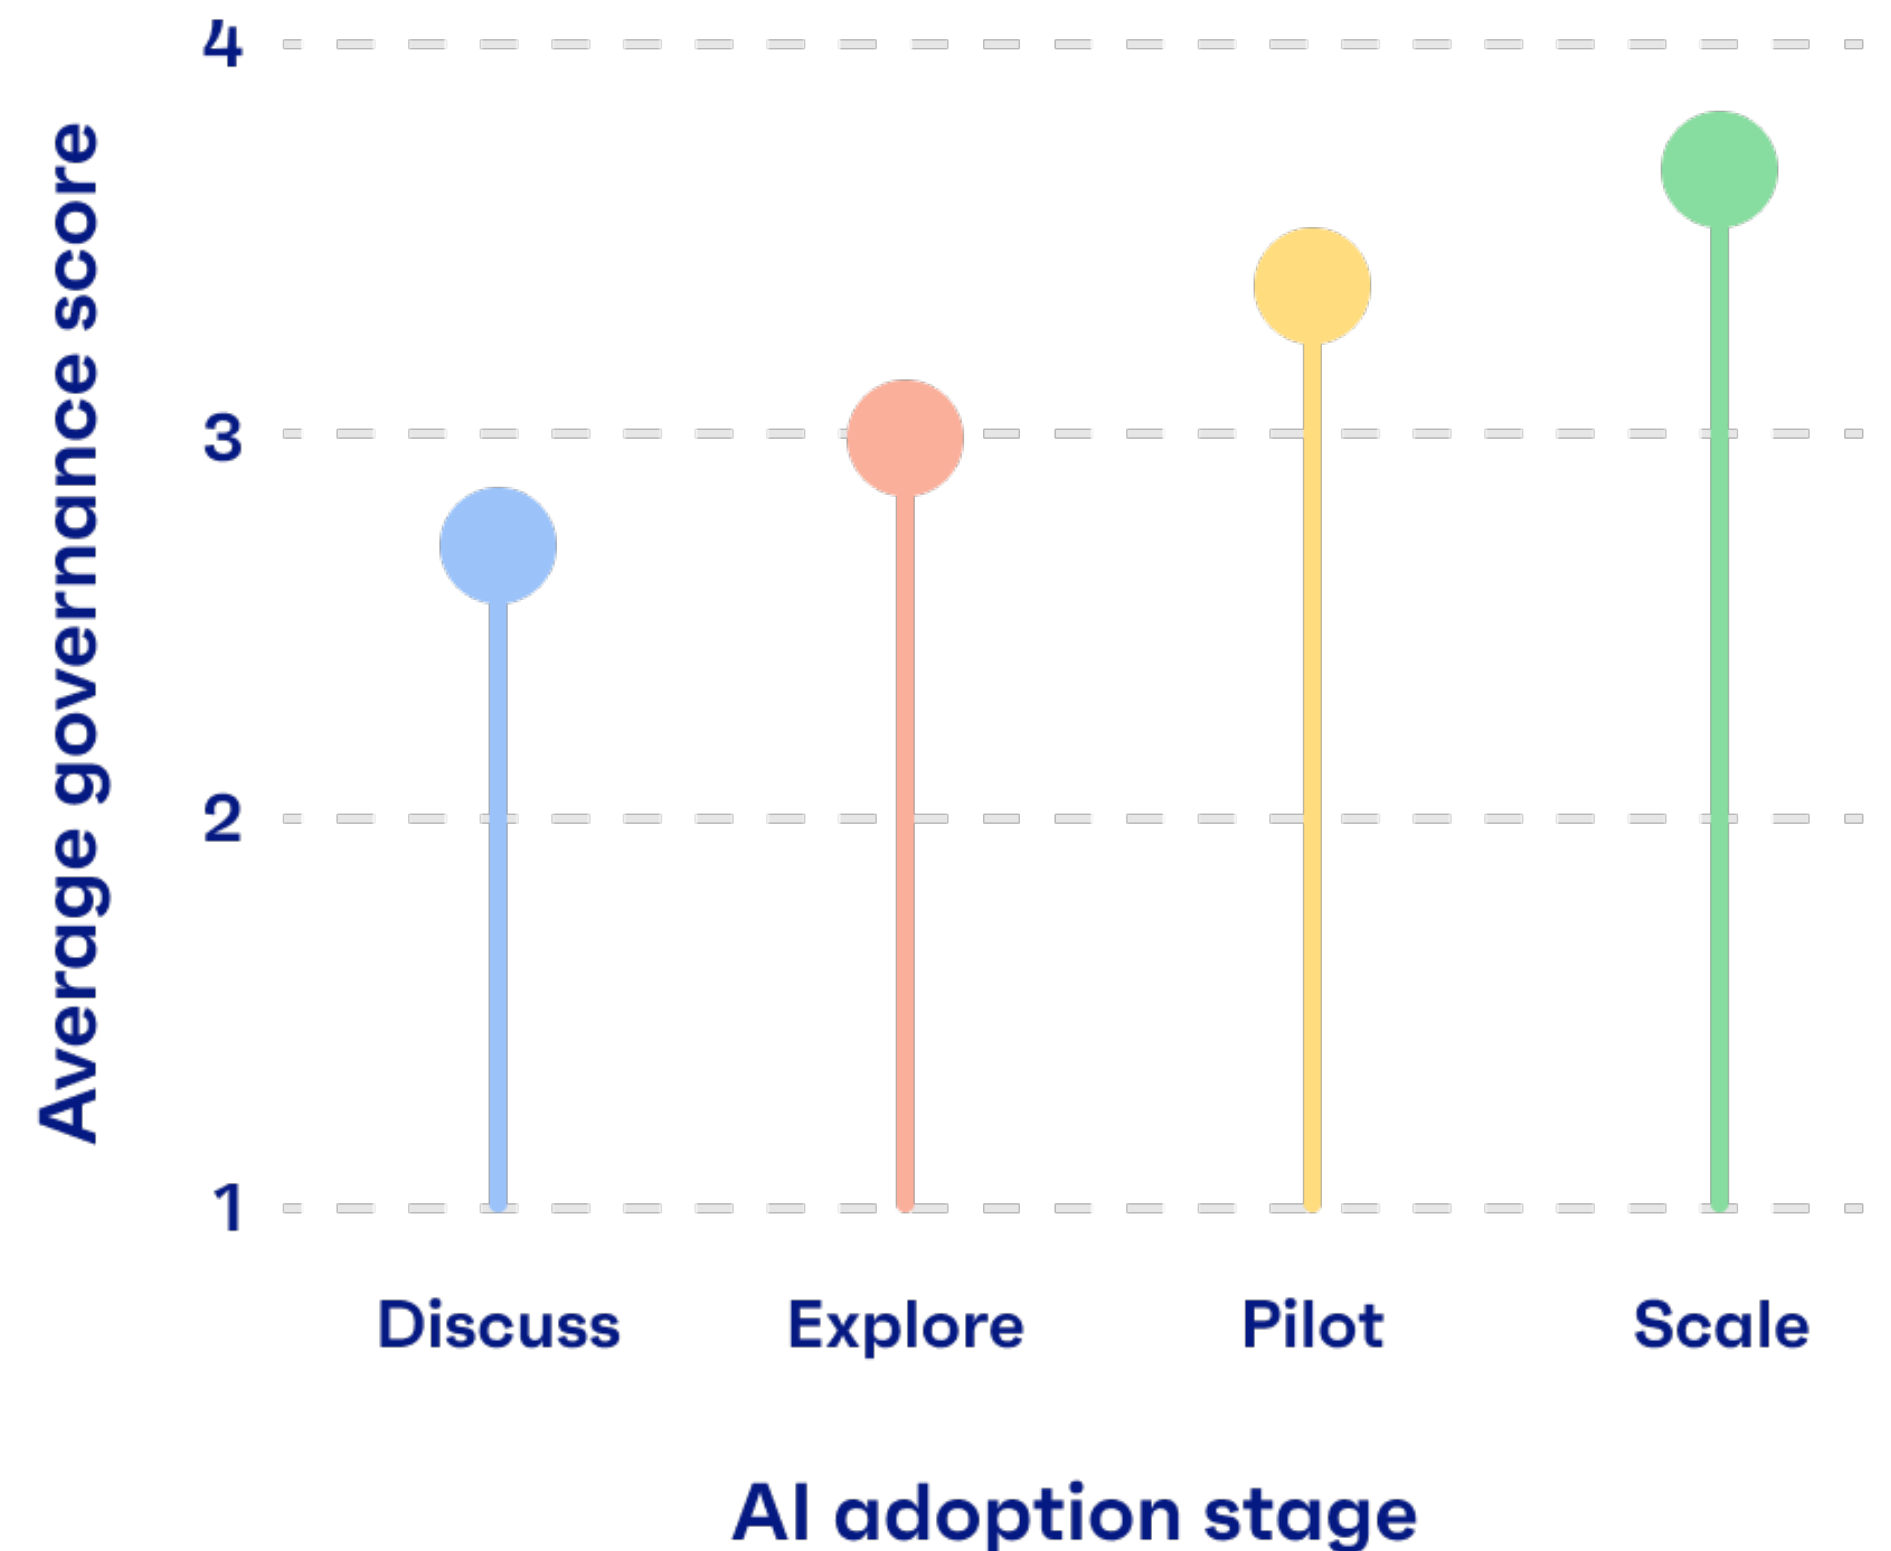 Average governance score
4
3
2
1
Discuss
Explore
Pilot
Scale
AI adoption stage